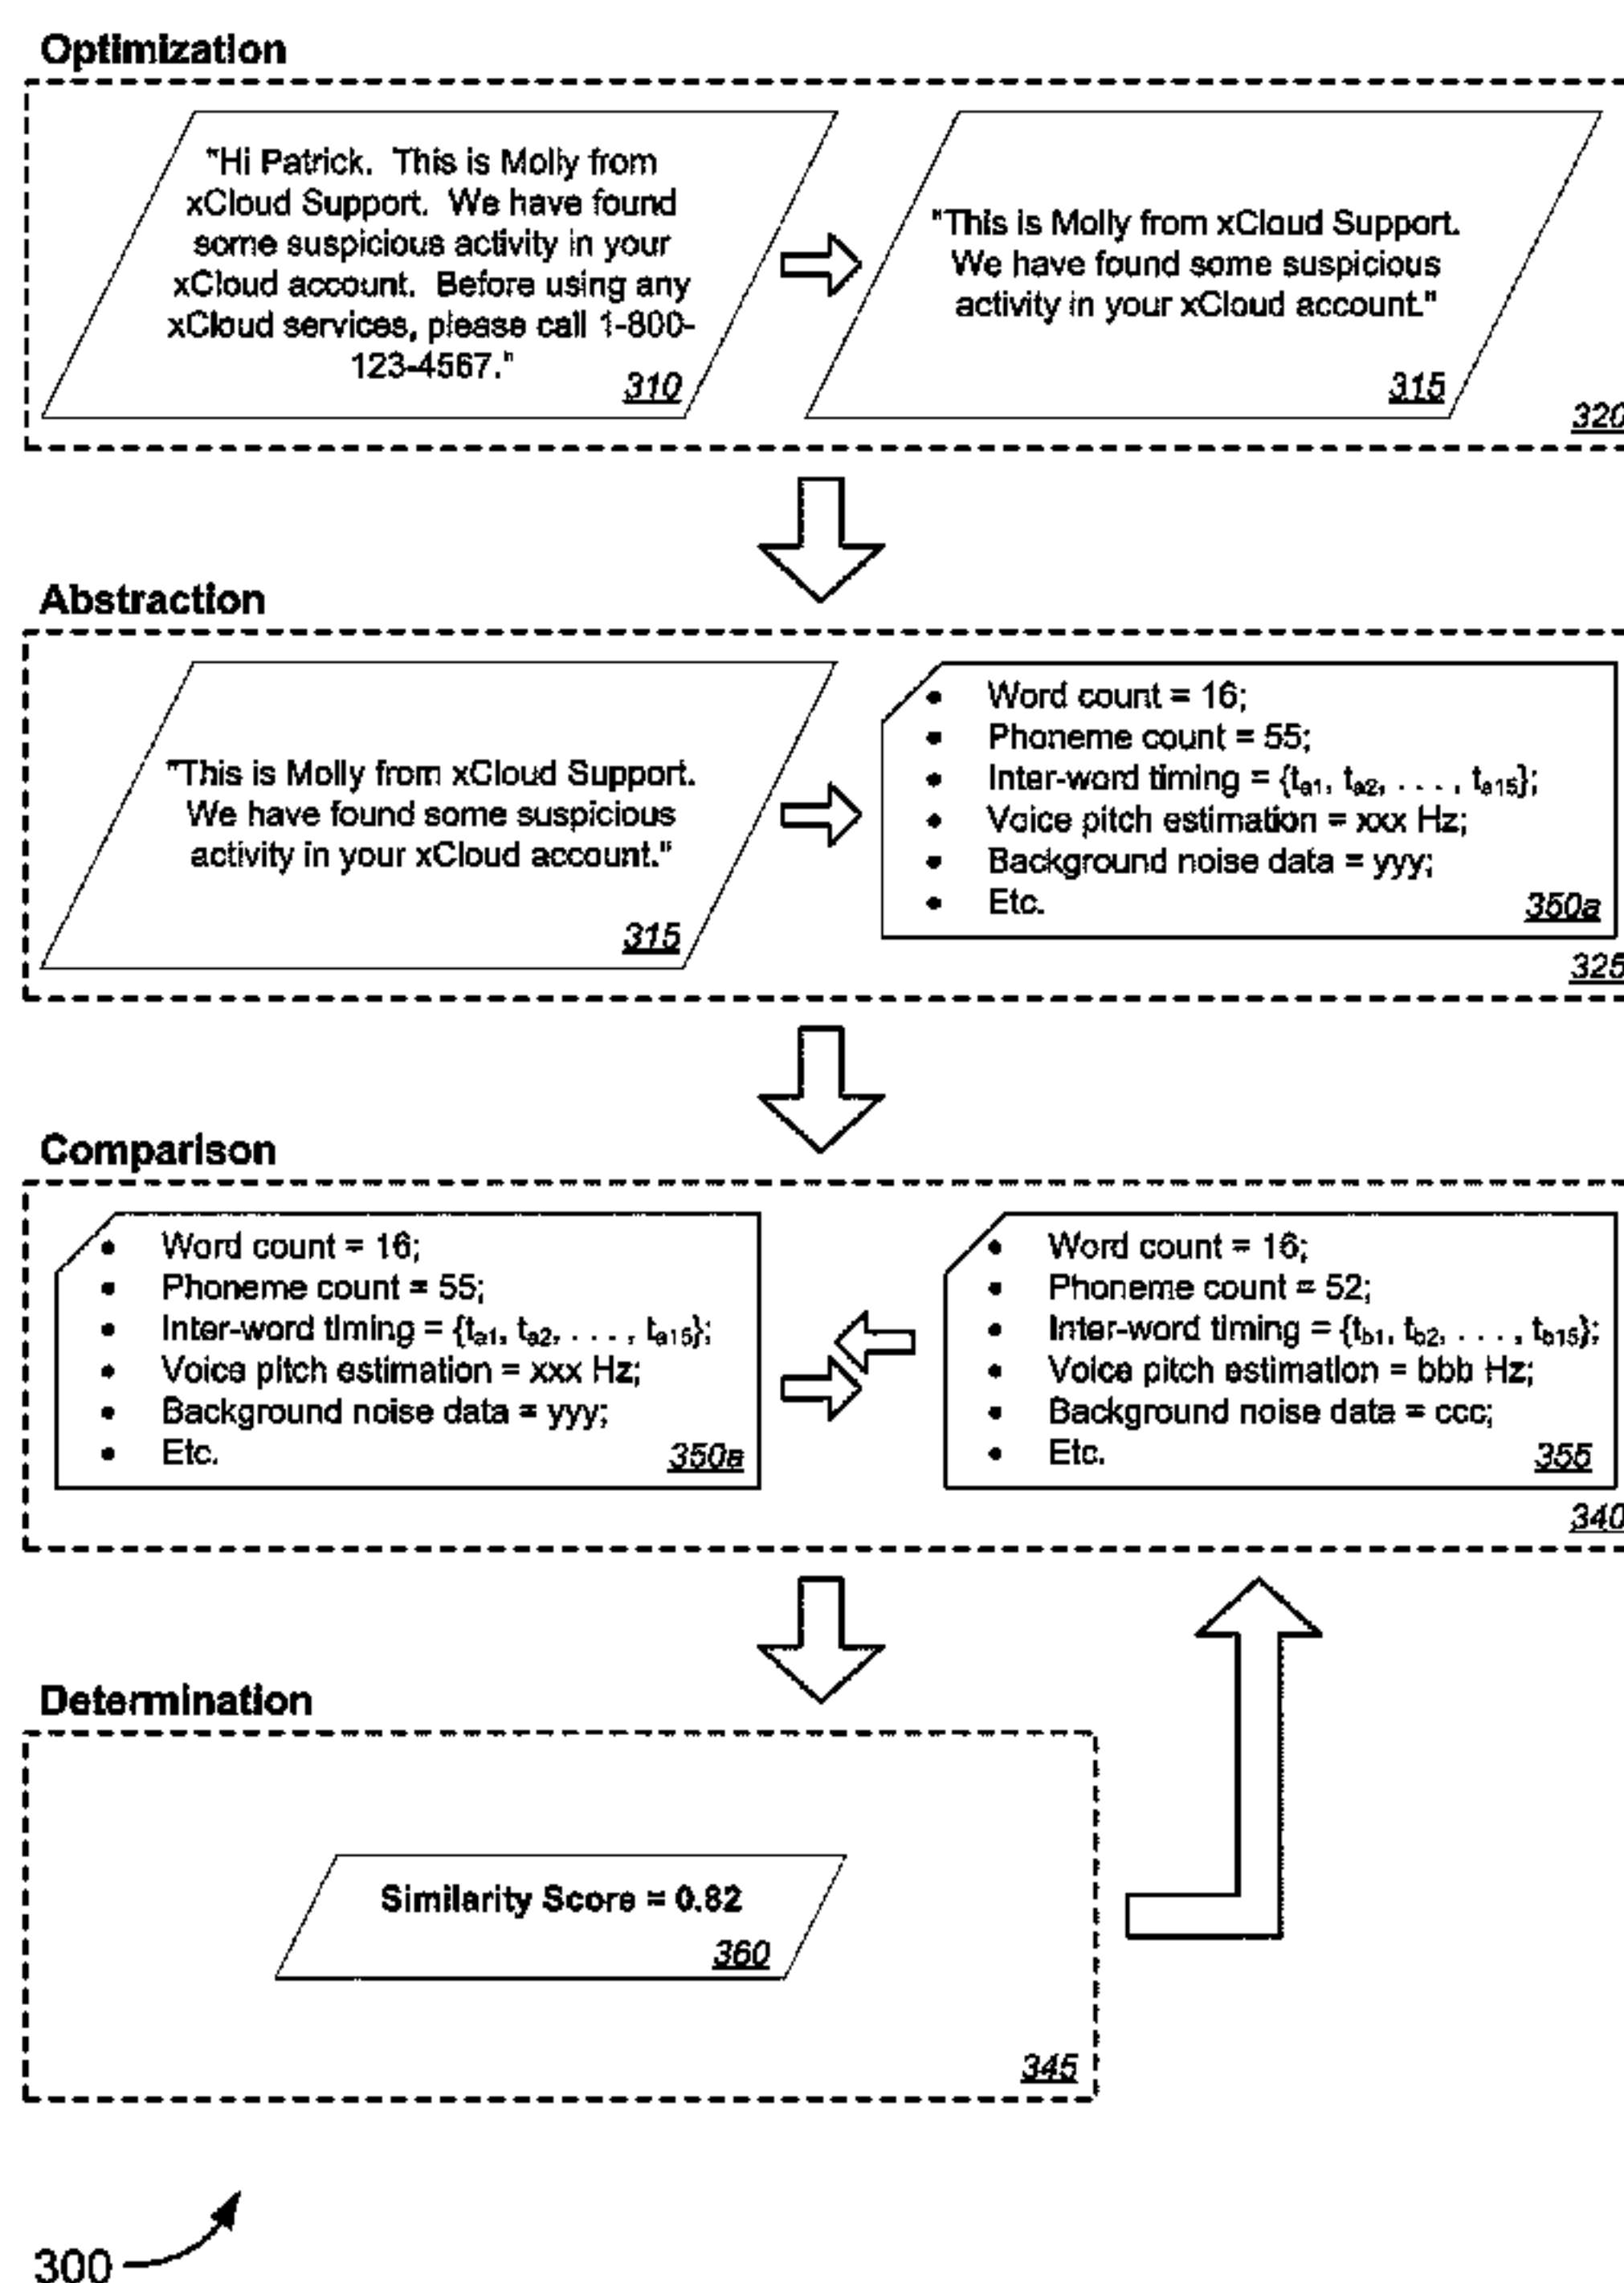 Optimization
"Hi Patrick.  This is Molly from
xCloud Support.  We have found
some suspicious activity in your
xCloud account.  Before using any
xCloud services, please call 1-800-
123-4567."
310
"This is Molly from xCloud Support.
We have found some suspicious
activity in your xCloud account."
315
320
Abstraction
"This is Molly from xCloud Support.
We have found some suspicious
activity in your xCloud account."
315
• Word count = 16;
• Phoneme count = 55;
• Inter-word timing = {ta1, ta2, . . . , ta15};
• Voice pitch estimation = xxx Hz;
• Background noise data = yyy;
• Etc.
350a
325
Comparison
• Word count = 16;
• Phoneme count = 55;
• Inter-word timing = {ta1, ta2, . . . , ta15};
• Voice pitch estimation = xxx Hz;
• Background noise data = yyy;
• Etc.
350a
• Word count = 16;
• Phoneme count = 52;
• Inter-word timing = {tb1, tb2, . . . , tb15};
• Voice pitch estimation = bbb Hz;
• Background noise data = ccc;
• Etc.
355
340
Determination
Similarity Score = 0.82
360
345
300